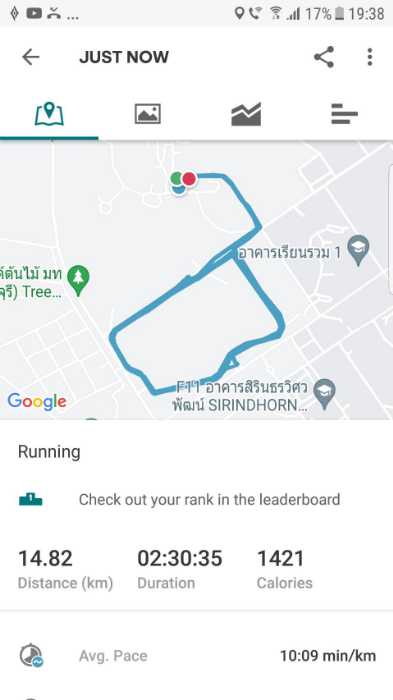 ... 17% 19:38
JUST NOW
อาคารเรียนรวม 1
ต้นไม้ มท
รี) Tree...
F11 อาคารสิรินธรวิศว
พัฒน์ SIRINDHORN...
Google
Running
Check out your rank in the leaderboard
14.82 02:30:35 1421
Distance (km) Duration Calories
Avg. Pace 10:09 min/km